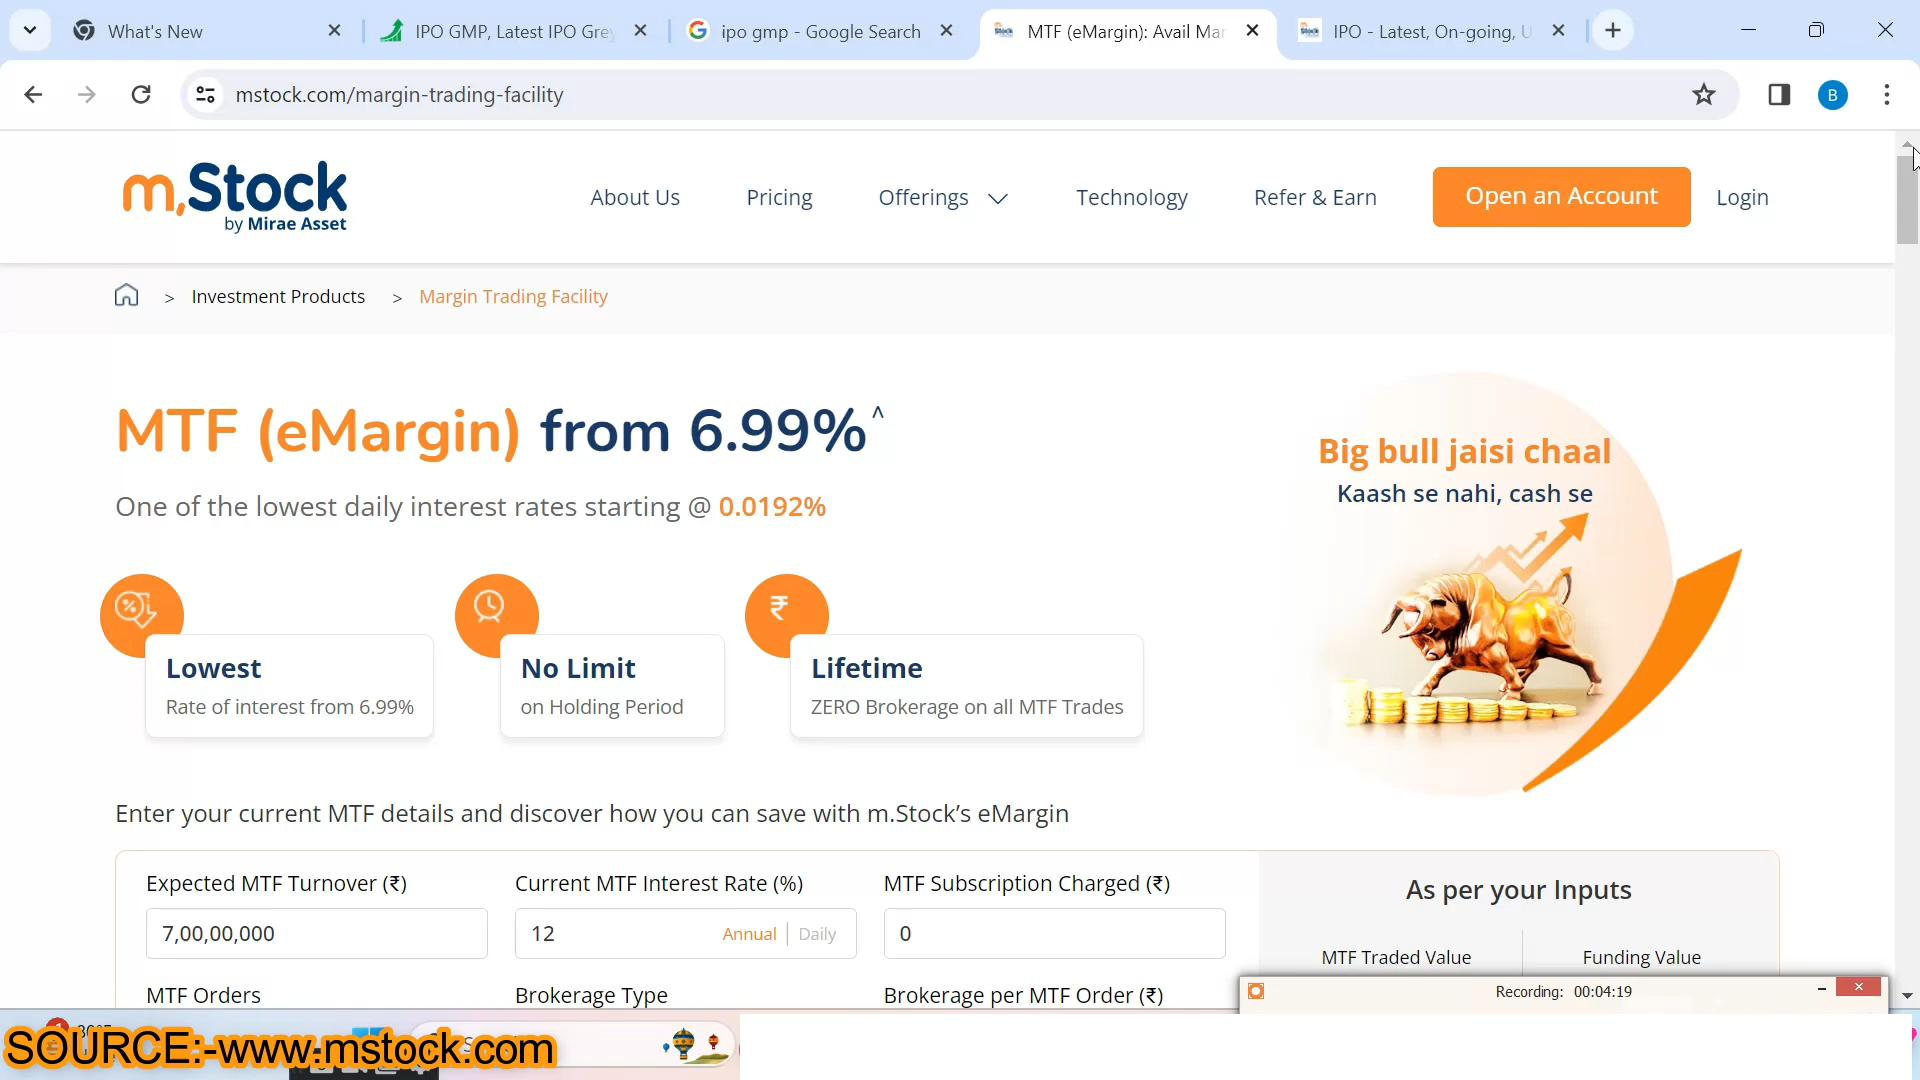 What's New
IPO GMP, Latest IPO Grey
ipo gmp - Google Search
MTF (eMargin): Avail Mar
IPO - Latest, On-going, U
mstock.com/margin-trading-facility
B
m.Stock
by Mirae Asset
About Us
Pricing
Offerings
Technology
Refer & Earn
Open an Account
Login
> Investment Products > Margin Trading Facility
MTF (eMargin) from 6.99%^
One of the lowest daily interest rates starting @ 0.0192%
Big bull jaisi chaal
Kaash se nahi, cash se
Lowest
Rate of interest from 6.99%
No Limit
on Holding Period
₹
Lifetime
ZERO Brokerage on all MTF Trades
Enter your current MTF details and discover how you can save with m.Stock’s eMargin
Expected MTF Turnover (₹)
Current MTF Interest Rate (%)
MTF Subscription Charged (₹)
7,00,00,000
12
Annual | Daily
0
As per your Inputs
MTF Traded Value
Funding Value
MTF Orders
Brokerage Type
Brokerage per MTF Order (₹)
Recording: 00:04:19
SOURCE:-www.mstock.com